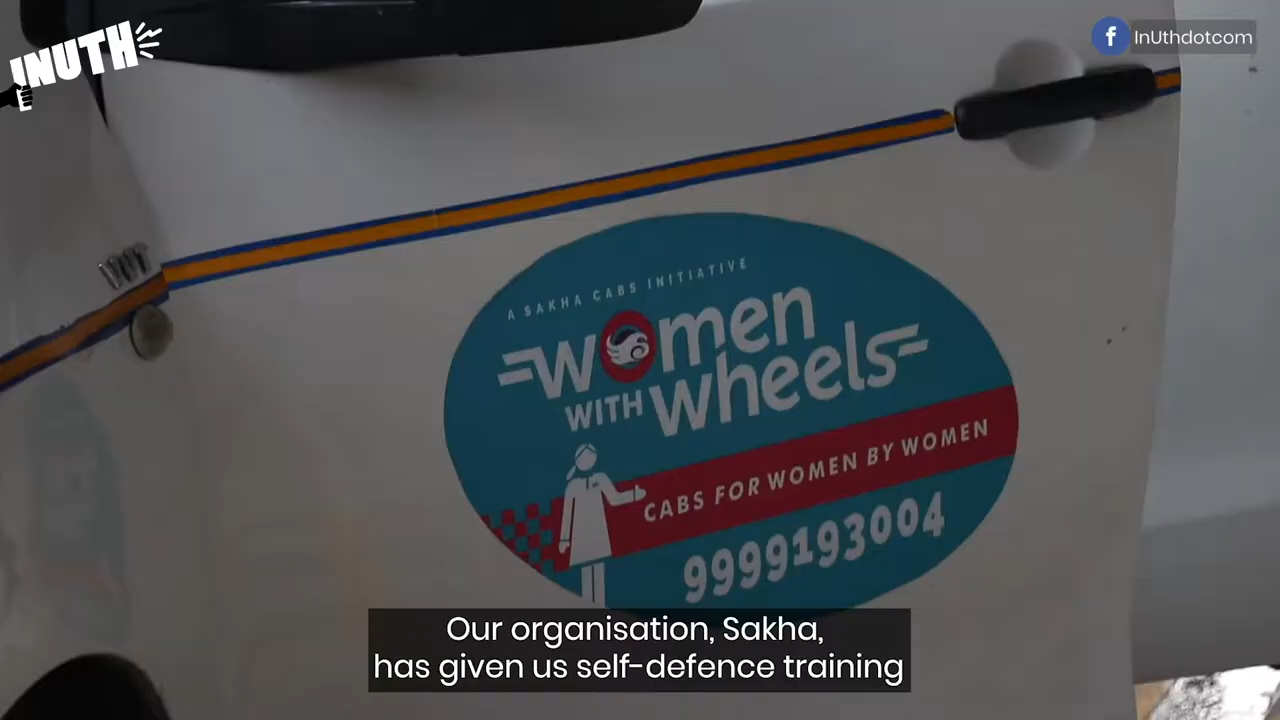 INUTH
InUthdotcom
A SAKHA CABS INITIATIVE
women
WITH wheels
CABS FOR WOMEN BY WOMEN
9999193004
Our organisation, Sakha,
has given us self-defence training